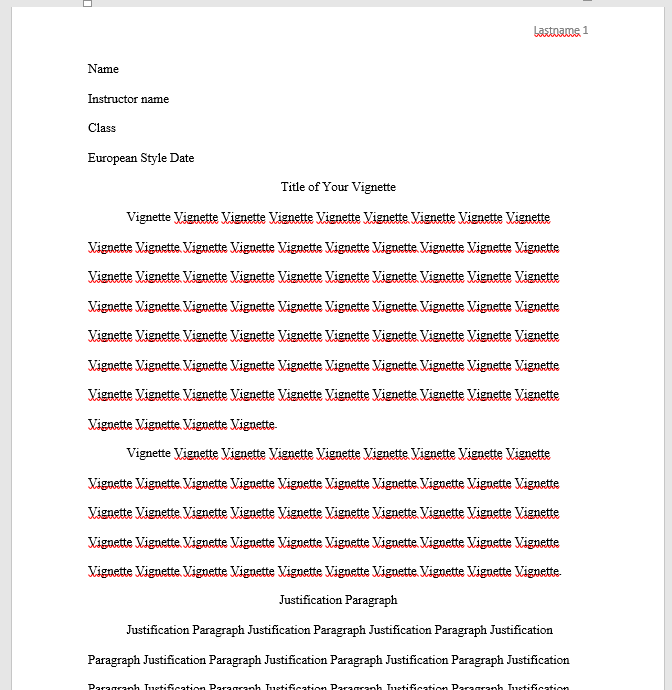 Lastname 1
Name
Instructor name
Class
European Style Date
Title of Your Vignette
Vignette Vignette Vignette Vignette Vignette Vignette Vignette Vignette Vignette
Vignette Vignette Vignette Vignette Vignette Vignette Vignette Vignette Vignette Vignette
Vignette Vignette Vignette Vignette Vignette Vignette Vignette Vignette Vignette Vignette
Vignette Vignette Vignette Vignette Vignette Vignette Vignette Vignette Vignette Vignette
Vignette Vignette Vignette Vignette Vignette Vignette Vignette Vignette Vignette Vignette
Vignette Vignette Vignette Vignette Vignette Vignette Vignette Vignette Vignette Vignette
Vignette Vignette Vignette Vignette Vignette Vignette Vignette Vignette Vignette Vignette
Vignette Vignette Vignette Vignette.
Vignette Vignette Vignette Vignette Vignette Vignette Vignette Vignette Vignette
Vignette Vignette Vignette Vignette Vignette Vignette Vignette Vignette Vignette Vignette
Vignette Vignette Vignette Vignette Vignette Vignette Vignette Vignette Vignette Vignette
Vignette Vignette Vignette Vignette Vignette Vignette Vignette Vignette Vignette Vignette
Vignette Vignette Vignette Vignette Vignette Vignette Vignette Vignette Vignette Vignette.
Justification Paragraph
Justification Paragraph Justification Paragraph Justification Paragraph Justification
Paragraph Justification Paragraph Justification Paragraph Justification Paragraph Justification
Paragraph Justification Paragraph Justification Paragraph Justification Paragraph Justification